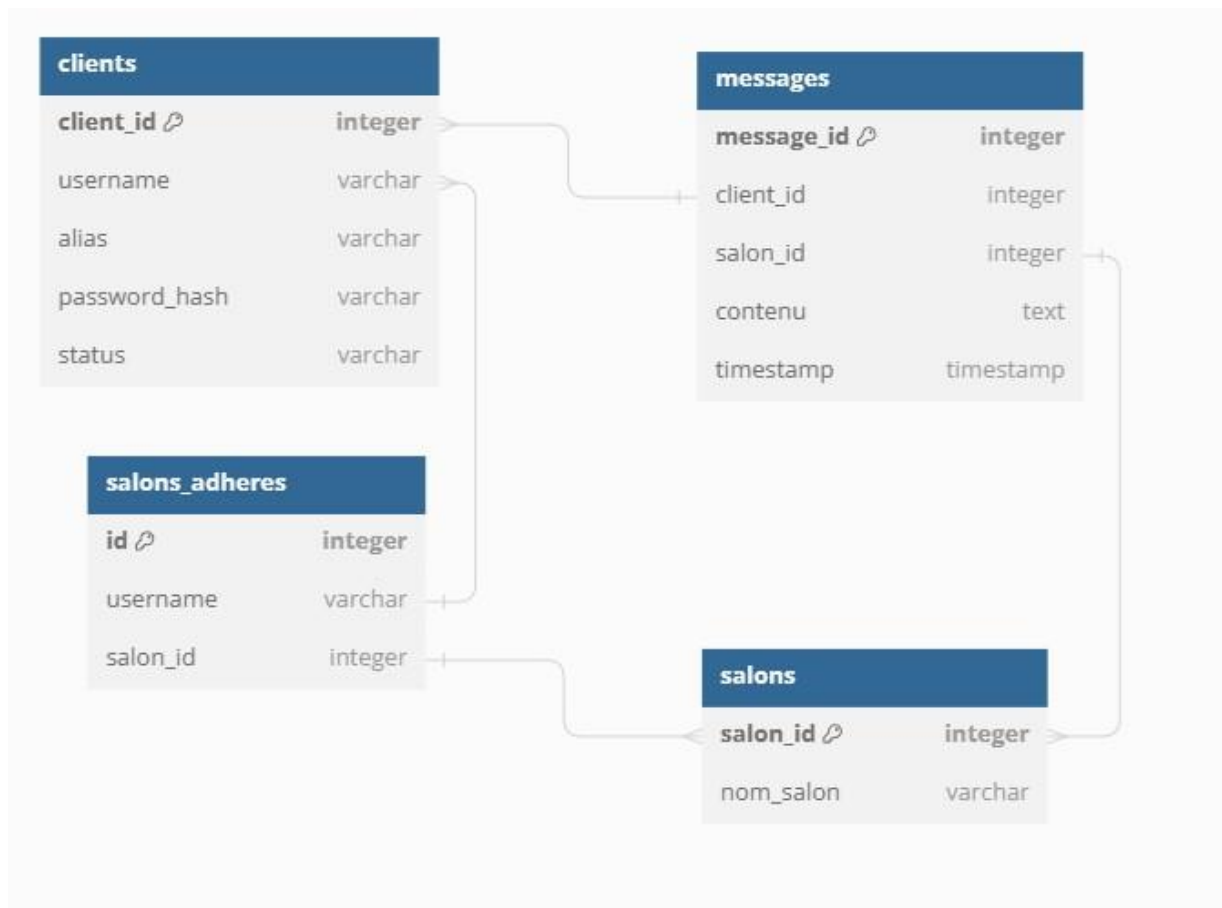 clients
client_id integer
username varchar
alias varchar
password_hash varchar
status varchar
messages
message_id integer
client_id integer
salon_id integer
contenu text
timestamp timestamp
salons_adheres
id integer
username varchar
salon_id integer
salons
salon_id integer
nom_salon varchar